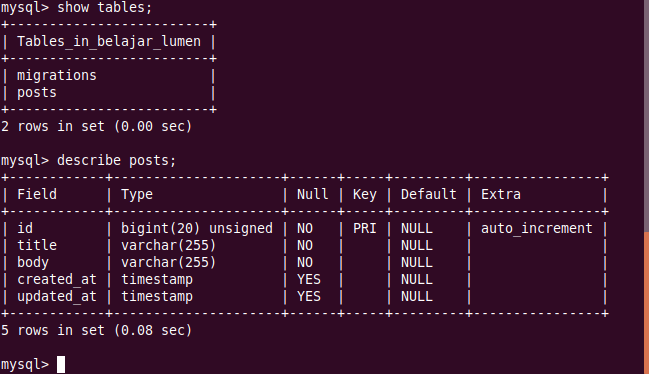 mysql> show tables;
+-------------------------+
| Tables_in_belajar_lumen |
+-------------------------+
| migrations              |
| posts                   |
+-------------------------+
2 rows in set (0.00 sec)

mysql> describe posts;
+------------+---------------------+------+-----+---------+----------------+
| Field      | Type                | Null | Key | Default | Extra          |
+------------+---------------------+------+-----+---------+----------------+
| id         | bigint(20) unsigned | NO   | PRI | NULL    | auto_increment |
| title      | varchar(255)        | NO   |     | NULL    |                |
| body       | varchar(255)        | NO   |     | NULL    |                |
| created_at | timestamp           | YES  |     | NULL    |                |
| updated_at | timestamp           | YES  |     | NULL    |                |
+------------+---------------------+------+-----+---------+----------------+
5 rows in set (0.08 sec)

mysql>